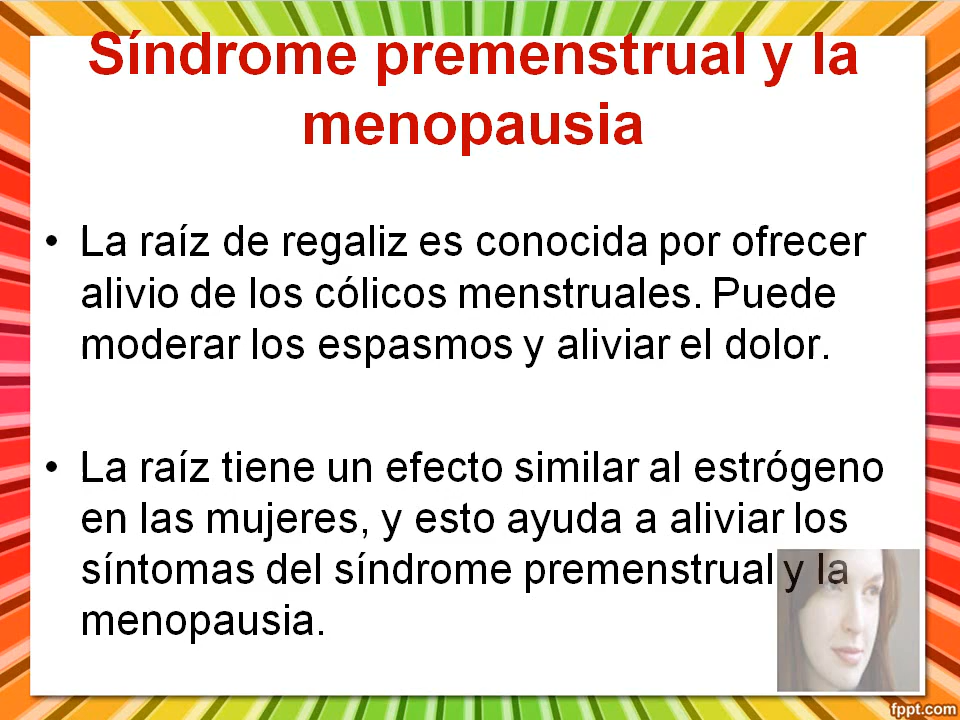 Síndrome premenstrual y la
menopausia
• La raíz de regaliz es conocida por ofrecer
alivio de los cólicos menstruales. Puede
moderar los espasmos y aliviar el dolor.
• La raíz tiene un efecto similar al estrógeno
en las mujeres, y esto ayuda a aliviar los
síntomas del síndrome premenstrual y la
menopausia.
fppt.com